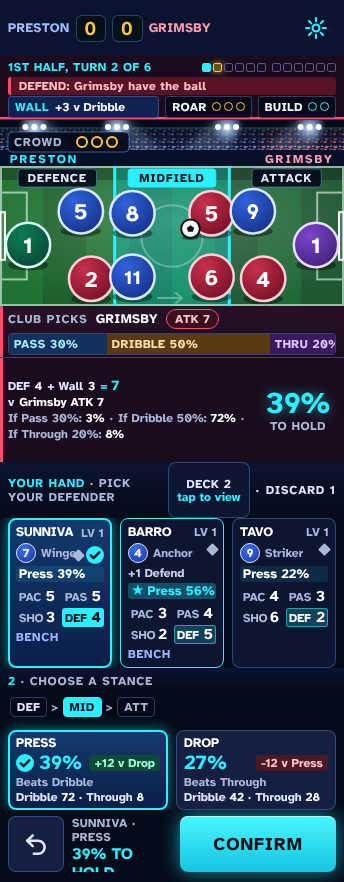 PRESTON 0 0 GRIMSBY
1ST HALF, TURN 2 OF 6
DEFEND: Grimsby have the ball
WALL +3 v Dribble
ROAR
BUILD
CROWD
PRESTON GRIMSBY
DEFENCE MIDFIELD ATTACK
5 8 5 9
1 1
2 11 6 4
CLUB PICKS GRIMSBY ATK 7
PASS 30% DRIBBLE 50% THRU 20%
DEF 4 + Wall 3 = 7
v Grimsby ATK 7
If Pass 30%: 3% · If Dribble 50%: 72% ·
If Through 20%: 8%
39%
TO HOLD
YOUR HAND · PICK
YOUR DEFENDER
DECK 2
tap to view
· DISCARD 1
SUNNIVA LV 1
7 Winge
Press 39%
PAC 5 PAS 5
SHO 3 DEF 4
BENCH
BARRO LV 1
4 Anchor
+1 Defend
★ Press 56%
PAC 3 PAS 4
SHO 2 DEF 5
BENCH
TAVO LV 1
9 Striker
Press 22%
PAC 4 PAS 3
SHO 6 DEF 2
2 · CHOOSE A STANCE
DEF > MID > ATT
PRESS
39% +12 v Drop
Beats Dribble
Dribble 72 · Through 8
DROP
27% -12 v Press
Beats Through
Dribble 42 · Through 28
SUNNIVA ·
PRESS
39% TO
HOLD
CONFIRM